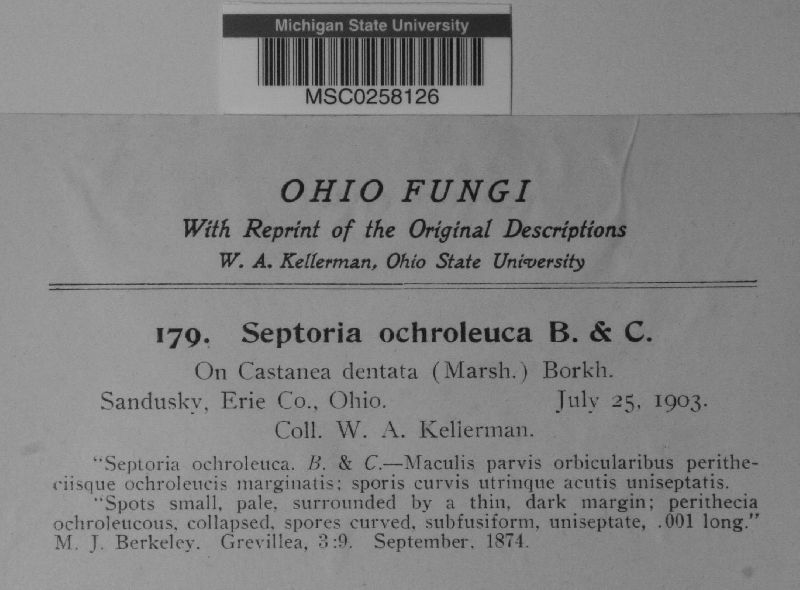 Michigan State University
MSC0258126
OHIO FUNGI
With Reprint of the Original Descriptions
W. A. Kellerman, Ohio State University
179. Septoria ochroleuca B. & C.
On Castanea dentata (Marsh.) Borkh.
Sandusky, Erie Co., Ohio. July 25, 1903.
Coll. W. A. Kellerman.
"Septoria ochroleuca. B. & C.—Maculis parvis orbicularibus perithe-
ciisque ochroleucis marginatis; sporis curvis utrinque acutis uniseptatis.
"Spots small, pale, surrounded by a thin, dark margin; perithecia
ochroleucous, collapsed, spores curved, subfusiform, uniseptate, .001 long."
M. J. Berkeley. Grevillea, 3:9. September, 1874.